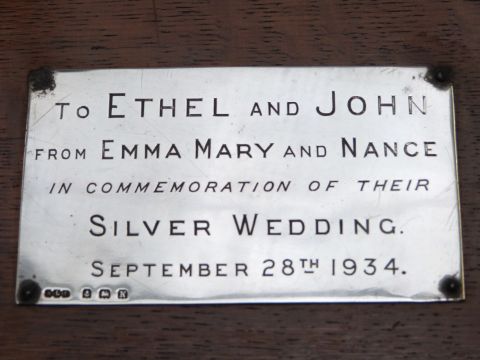 TO ETHEL AND JOHN
FROM EMMA MARY AND NANCE
IN COMMEMORATION OF THEIR
SILVER WEDDING.
SEPTEMBER 28TH 1934.